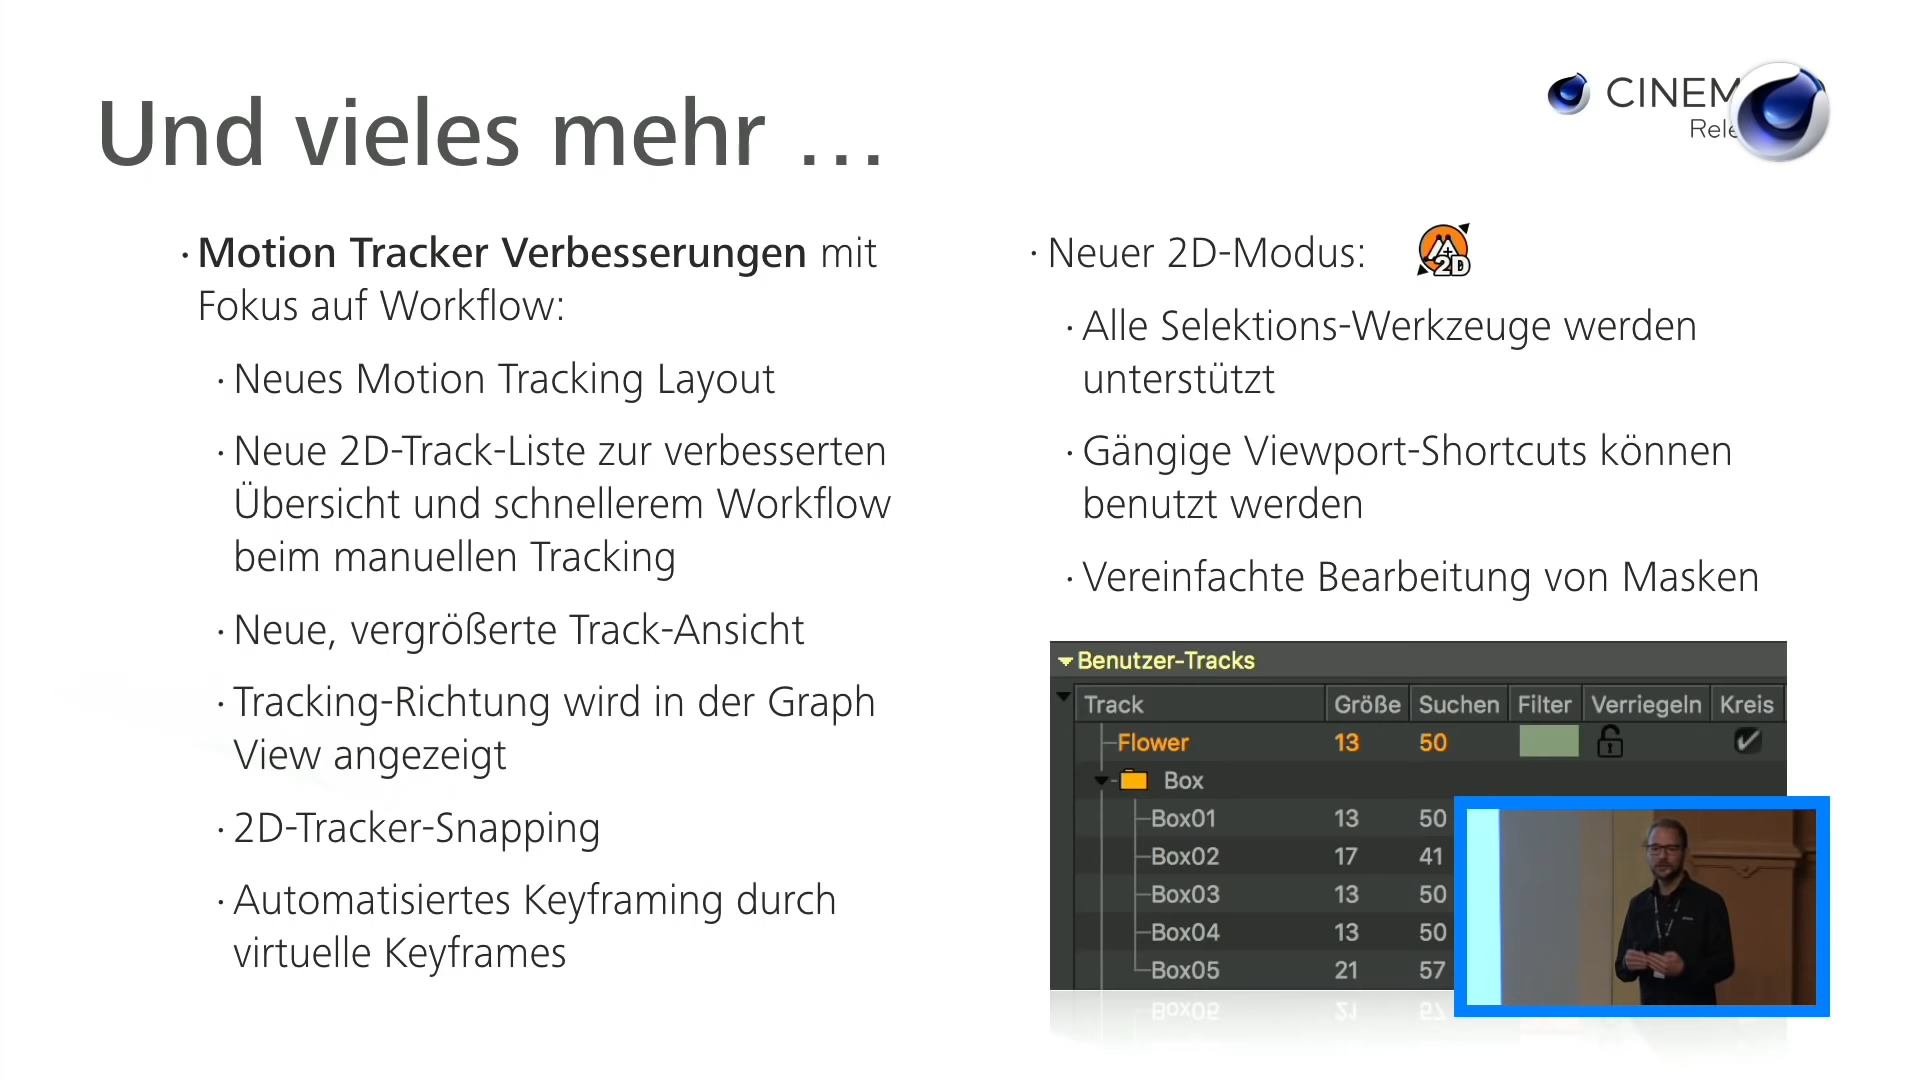 Und vieles mehr ...
CINEM
Rele
· Motion Tracker Verbesserungen mit
Fokus auf Workflow:
· Neues Motion Tracking Layout
· Neue 2D-Track-Liste zur verbesserten
Übersicht und schnellerem Workflow
beim manuellen Tracking
· Neue, vergrößerte Track-Ansicht
· Tracking-Richtung wird in der Graph
View angezeigt
· 2D-Tracker-Snapping
· Automatisiertes Keyframing durch
virtuelle Keyframes
· Neuer 2D-Modus:
2D
· Alle Selektions-Werkzeuge werden
unterstützt
· Gängige Viewport-Shortcuts können
benutzt werden
· Vereinfachte Bearbeitung von Masken
Benutzer-Tracks
Track Größe Suchen Filter Verriegeln Kreis
Flower 13 50
Box
Box01 13 50
Box02 17 41
Box03 13 50
Box04 13 50
Box05 21 57